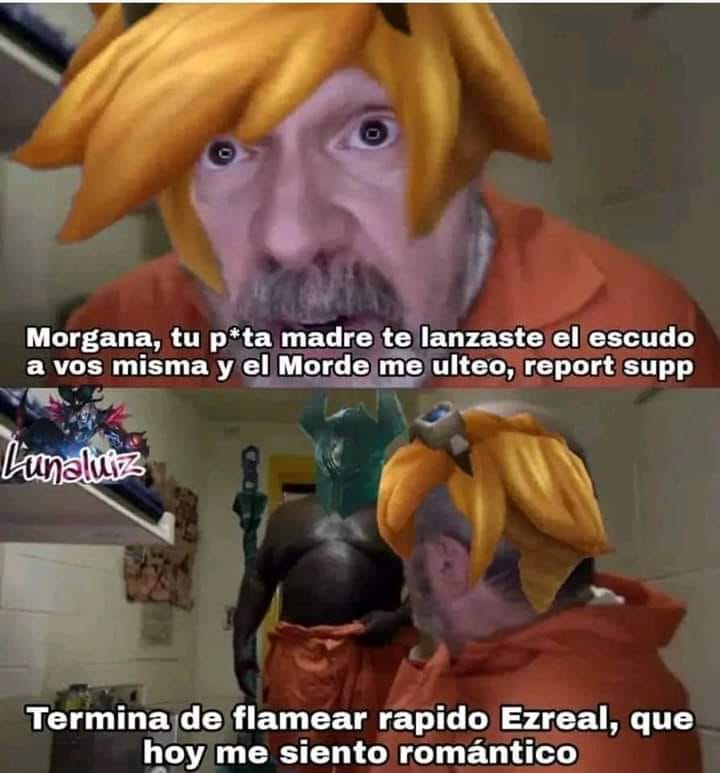 Morgana, tu p*ta madre te lanzaste el escudo
a vos misma y el Morde me ulteo, report supp
Lunaluiz
Termina de flamear rapido Ezreal, que
hoy me siento romántico